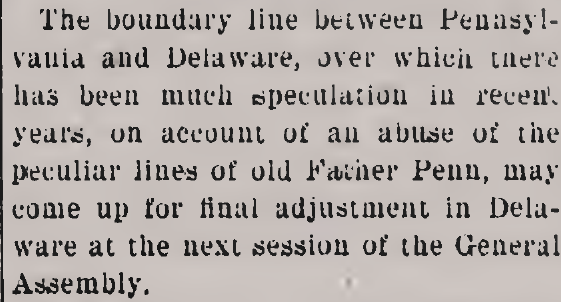 The boundary line between Pennsyl-
vania and Delaware, over which there
has been much speculation in recent
years, on account of an abuse of the
peculiar lines of old Father Penn, may
come up for final adjustment in Dela-
ware at the next session of the General
Assembly.